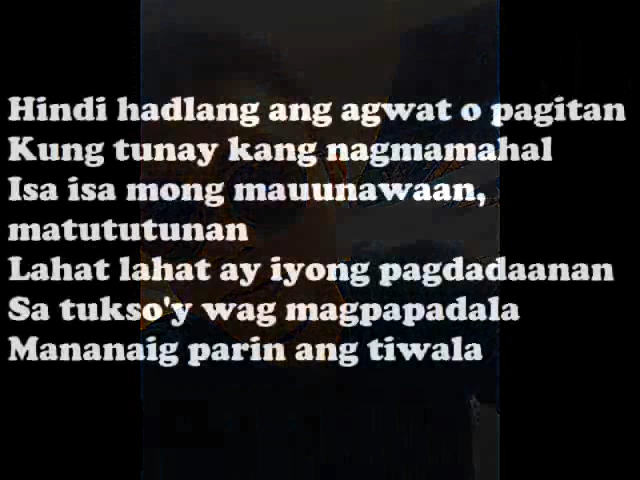 Hindi hadlang ang agwat o pagitan
Kung tunay kang nagmamahal
Isa isa mong mauunawaan,
matututunan
Lahat lahat ay iyong pagdadaanan
Sa tukso'y wag magpapadala
Mananaig parin ang tiwala